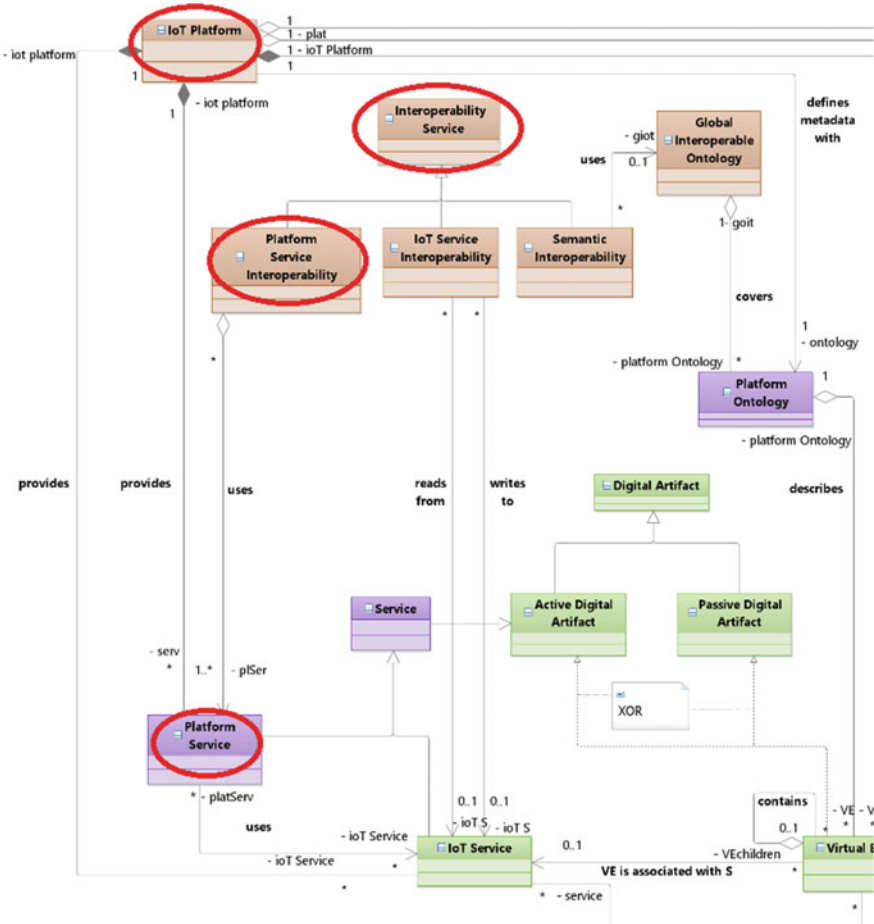 IoT Platform
1
1 - plat
1 - ioT Platform
1
- iot platform
1
1
- iot platform
defines
metadata
with
Interoperability
Service
Global
Interoperable
Ontology
- giot
0..1
uses
*
1- goit
Platform
Service
Interoperability
IoT Service
Interoperability
Semantic
Interoperability
*
*
*
covers
1
- ontology
- platform Ontology
*
Platform
Ontology
1
- platform Ontology
provides
provides
uses
reads
from
writes
to
describes
Digital Artifact
Service
Active Digital
Artifact
Passive Digital
Artifact
- serv
*
1..*
- plSer
XOR
Platform
Service
* - platServ
uses
0..1
0..1
- ioT S
- ioT S
contains
0..1
- VE - V
*
*
*
- ioT Service
- ioT Service
*
*
IoT Service
0..1
- VEchildren
*
VE is associated with S
Virtual E
* - service
*